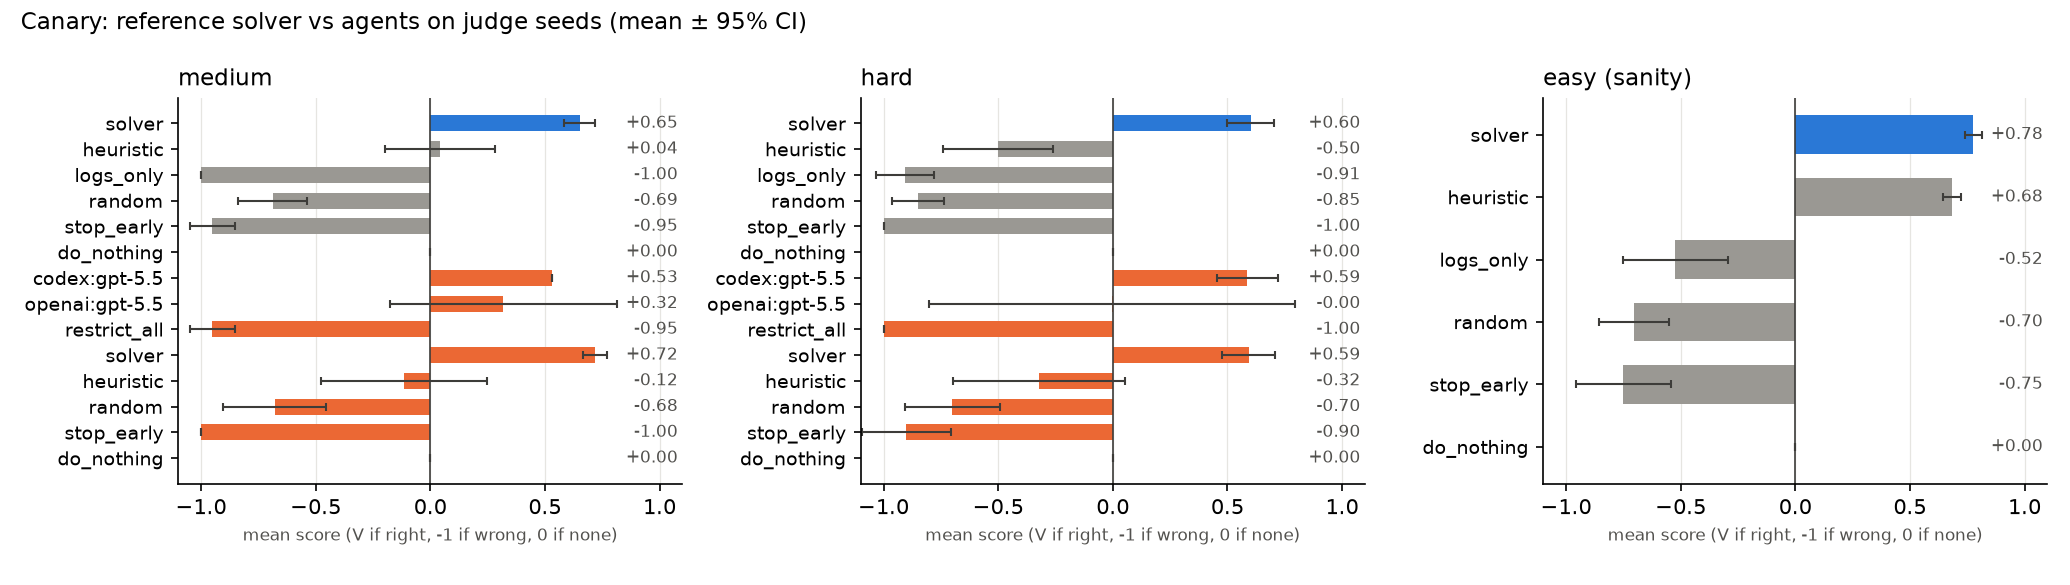 Canary: reference solver vs agents on judge seeds (mean ± 95% CI)
medium
solver +0.65
heuristic +0.04
logs_only -1.00
random -0.69
stop_early -0.95
do_nothing +0.00
codex:gpt-5.5 +0.53
openai:gpt-5.5 +0.32
restrict_all -0.95
solver +0.72
heuristic -0.12
random -0.68
stop_early -1.00
do_nothing +0.00
−1.0 −0.5 0.0 0.5 1.0
mean score (V if right, -1 if wrong, 0 if none)
hard
solver +0.60
heuristic -0.50
logs_only -0.91
random -0.85
stop_early -1.00
do_nothing +0.00
codex:gpt-5.5 +0.59
openai:gpt-5.5 -0.00
restrict_all -1.00
solver +0.59
heuristic -0.32
random -0.70
stop_early -0.90
do_nothing +0.00
−1.0 −0.5 0.0 0.5 1.0
mean score (V if right, -1 if wrong, 0 if none)
easy (sanity)
solver +0.78
heuristic +0.68
logs_only -0.52
random -0.70
stop_early -0.75
do_nothing +0.00
−1.0 −0.5 0.0 0.5 1.0
mean score (V if right, -1 if wrong, 0 if none)